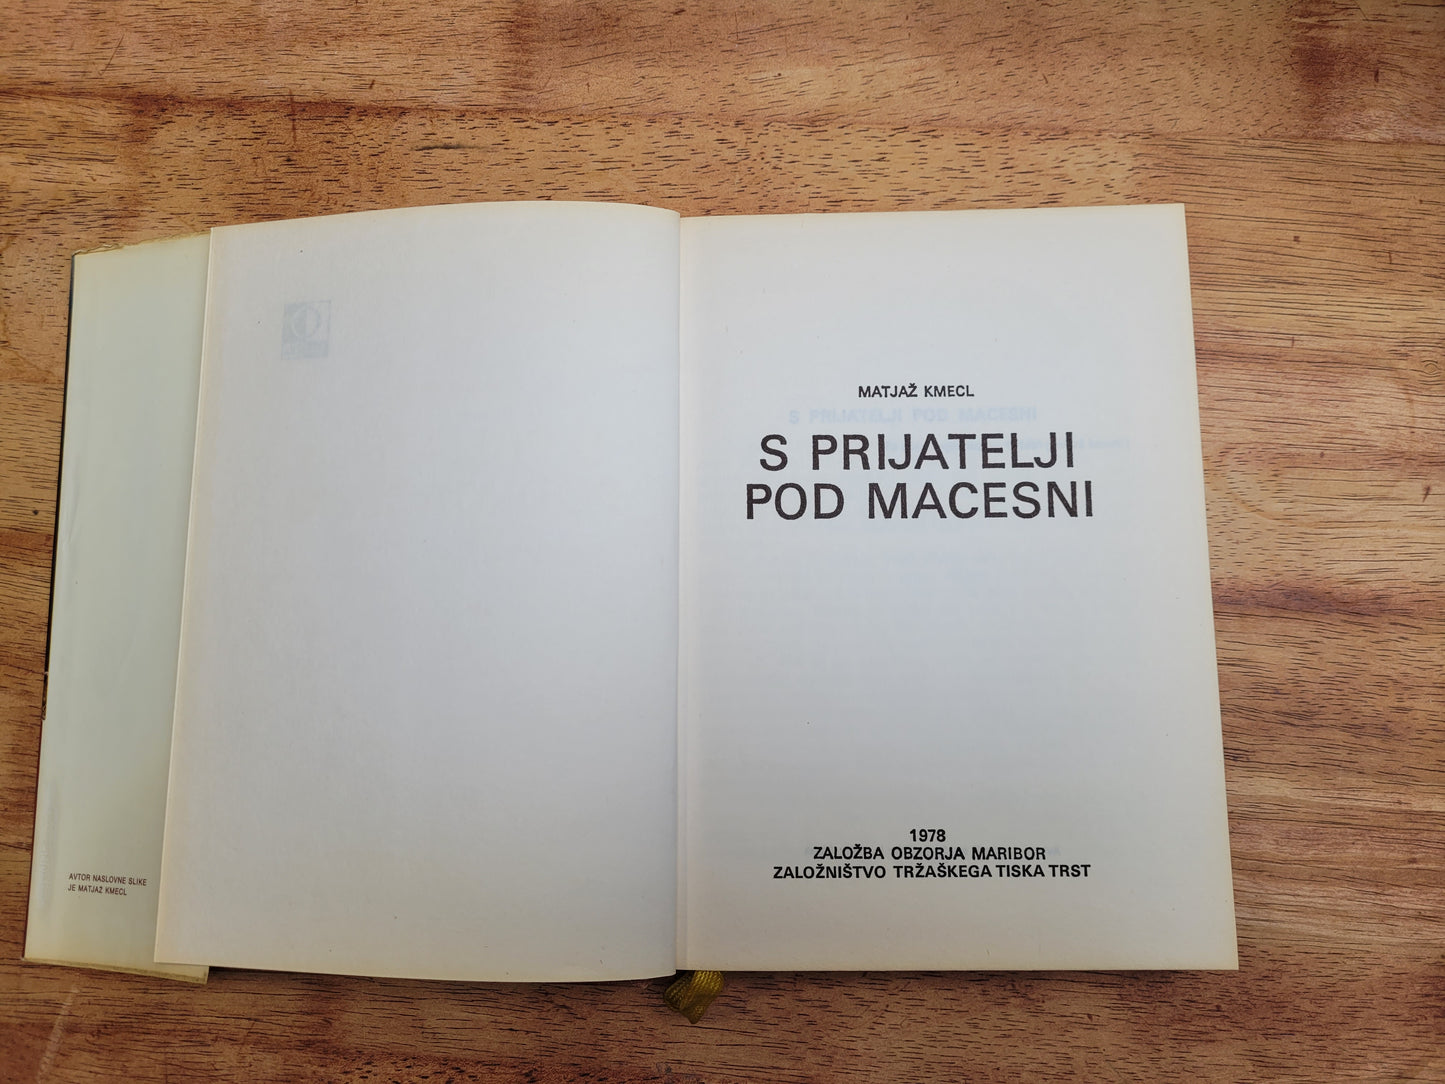 AVTOR NASLOVNE SLIKE
JE MATJAŽ KMECL
MATJAŽ KMECL
S PRIJATELJI
POD MACESNI
1978
ZALOŽBA OBZORJA MARIBOR
ZALOŽNIŠTVO TRŽAŠKEGA TISKA TRST